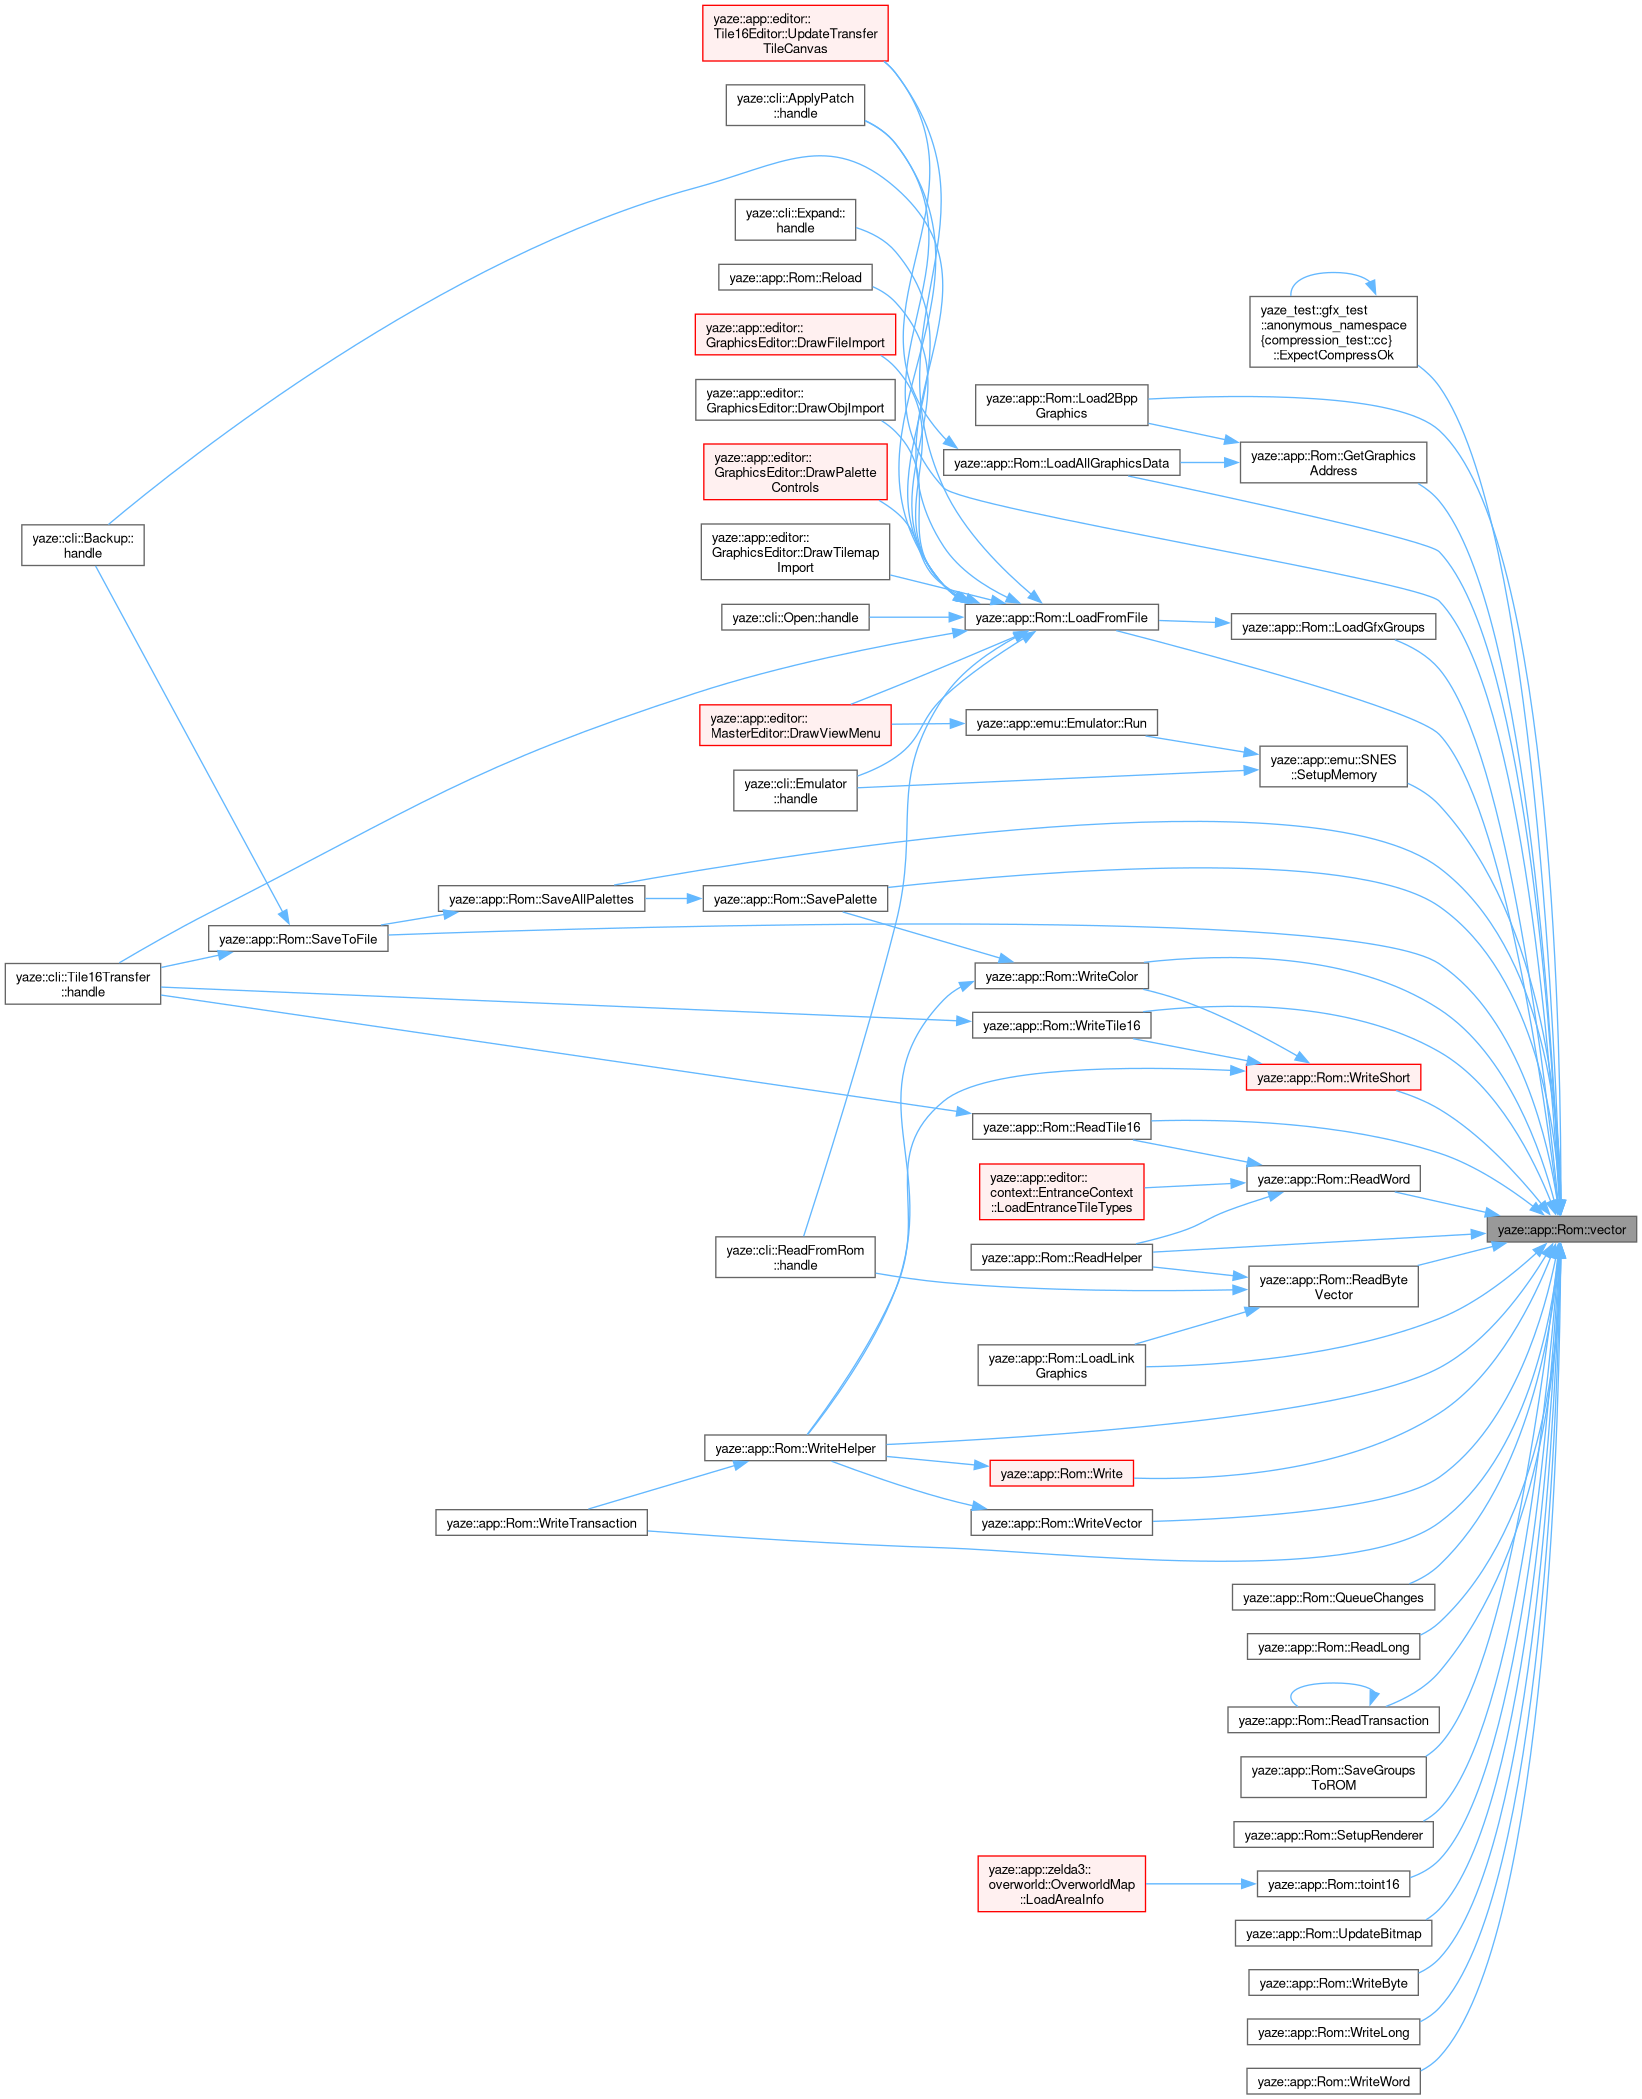 yaze::app::editor::
Tile16Editor::UpdateTransfer
TileCanvas
yaze::cli::ApplyPatch
::handle
yaze::cli::Expand::
handle
yaze::app::Rom::Reload
yaze::app::editor::
GraphicsEditor::DrawFileImport
yaze::app::editor::
GraphicsEditor::DrawObjImport
yaze::app::editor::
GraphicsEditor::DrawPalette
Controls
yaze::app::editor::
GraphicsEditor::DrawTilemap
Import
yaze::cli::Open::handle
yaze::app::editor::
MasterEditor::DrawViewMenu
yaze::cli::Emulator
::handle
yaze::cli::Backup::
handle
yaze::app::Rom::SaveAllPalettes
yaze::app::Rom::SavePalette
yaze::app::Rom::SaveToFile
yaze::cli::Tile16Transfer
::handle
yaze::cli::ReadFromRom
::handle
yaze::app::Rom::WriteHelper
yaze::app::Rom::WriteTransaction
yaze_test::gfx_test
::anonymous_namespace
{compression_test::cc}
::ExpectCompressOk
yaze::app::Rom::Load2Bpp
Graphics
yaze::app::Rom::GetGraphics
Address
yaze::app::Rom::LoadAllGraphicsData
yaze::app::Rom::LoadFromFile
yaze::app::Rom::LoadGfxGroups
yaze::app::emu::Emulator::Run
yaze::app::emu::SNES
::SetupMemory
yaze::app::Rom::WriteColor
yaze::app::Rom::WriteTile16
yaze::app::Rom::WriteShort
yaze::app::Rom::ReadTile16
yaze::app::editor::
context::EntranceContext
::LoadEntranceTileTypes
yaze::app::Rom::ReadWord
yaze::app::Rom::vector
yaze::app::Rom::ReadHelper
yaze::app::Rom::ReadByte
Vector
yaze::app::Rom::LoadLink
Graphics
yaze::app::Rom::Write
yaze::app::Rom::WriteVector
yaze::app::Rom::QueueChanges
yaze::app::Rom::ReadLong
yaze::app::Rom::ReadTransaction
yaze::app::Rom::SaveGroups
ToROM
yaze::app::Rom::SetupRenderer
yaze::app::zelda3::
overworld::OverworldMap
::LoadAreaInfo
yaze::app::Rom::toint16
yaze::app::Rom::UpdateBitmap
yaze::app::Rom::WriteByte
yaze::app::Rom::WriteLong
yaze::app::Rom::WriteWord